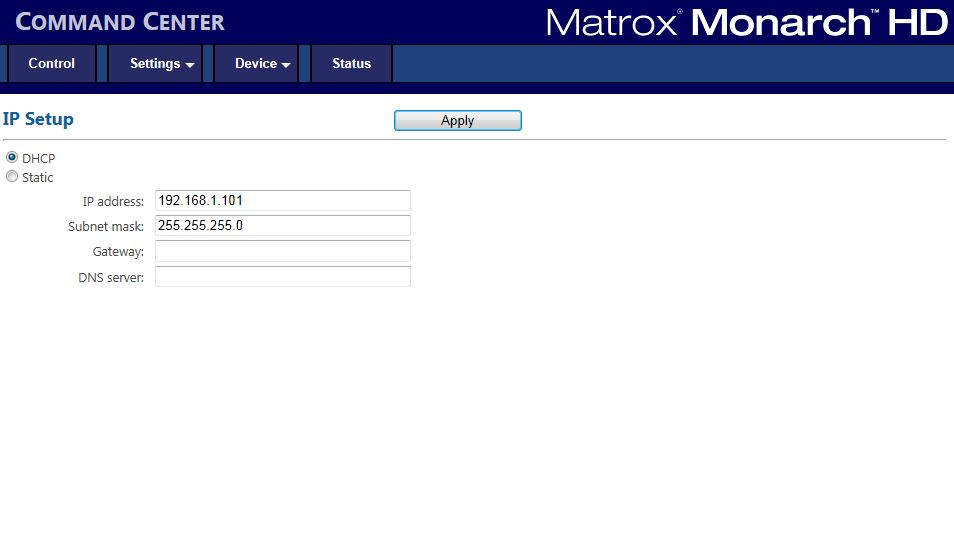 COMMAND CENTER
Matrox® Monarch™ HD
Control Settings Device Status
IP Setup Apply
DHCP
Static
IP address: 192.168.1.101
Subnet mask: 255.255.255.0
Gateway:
DNS server: